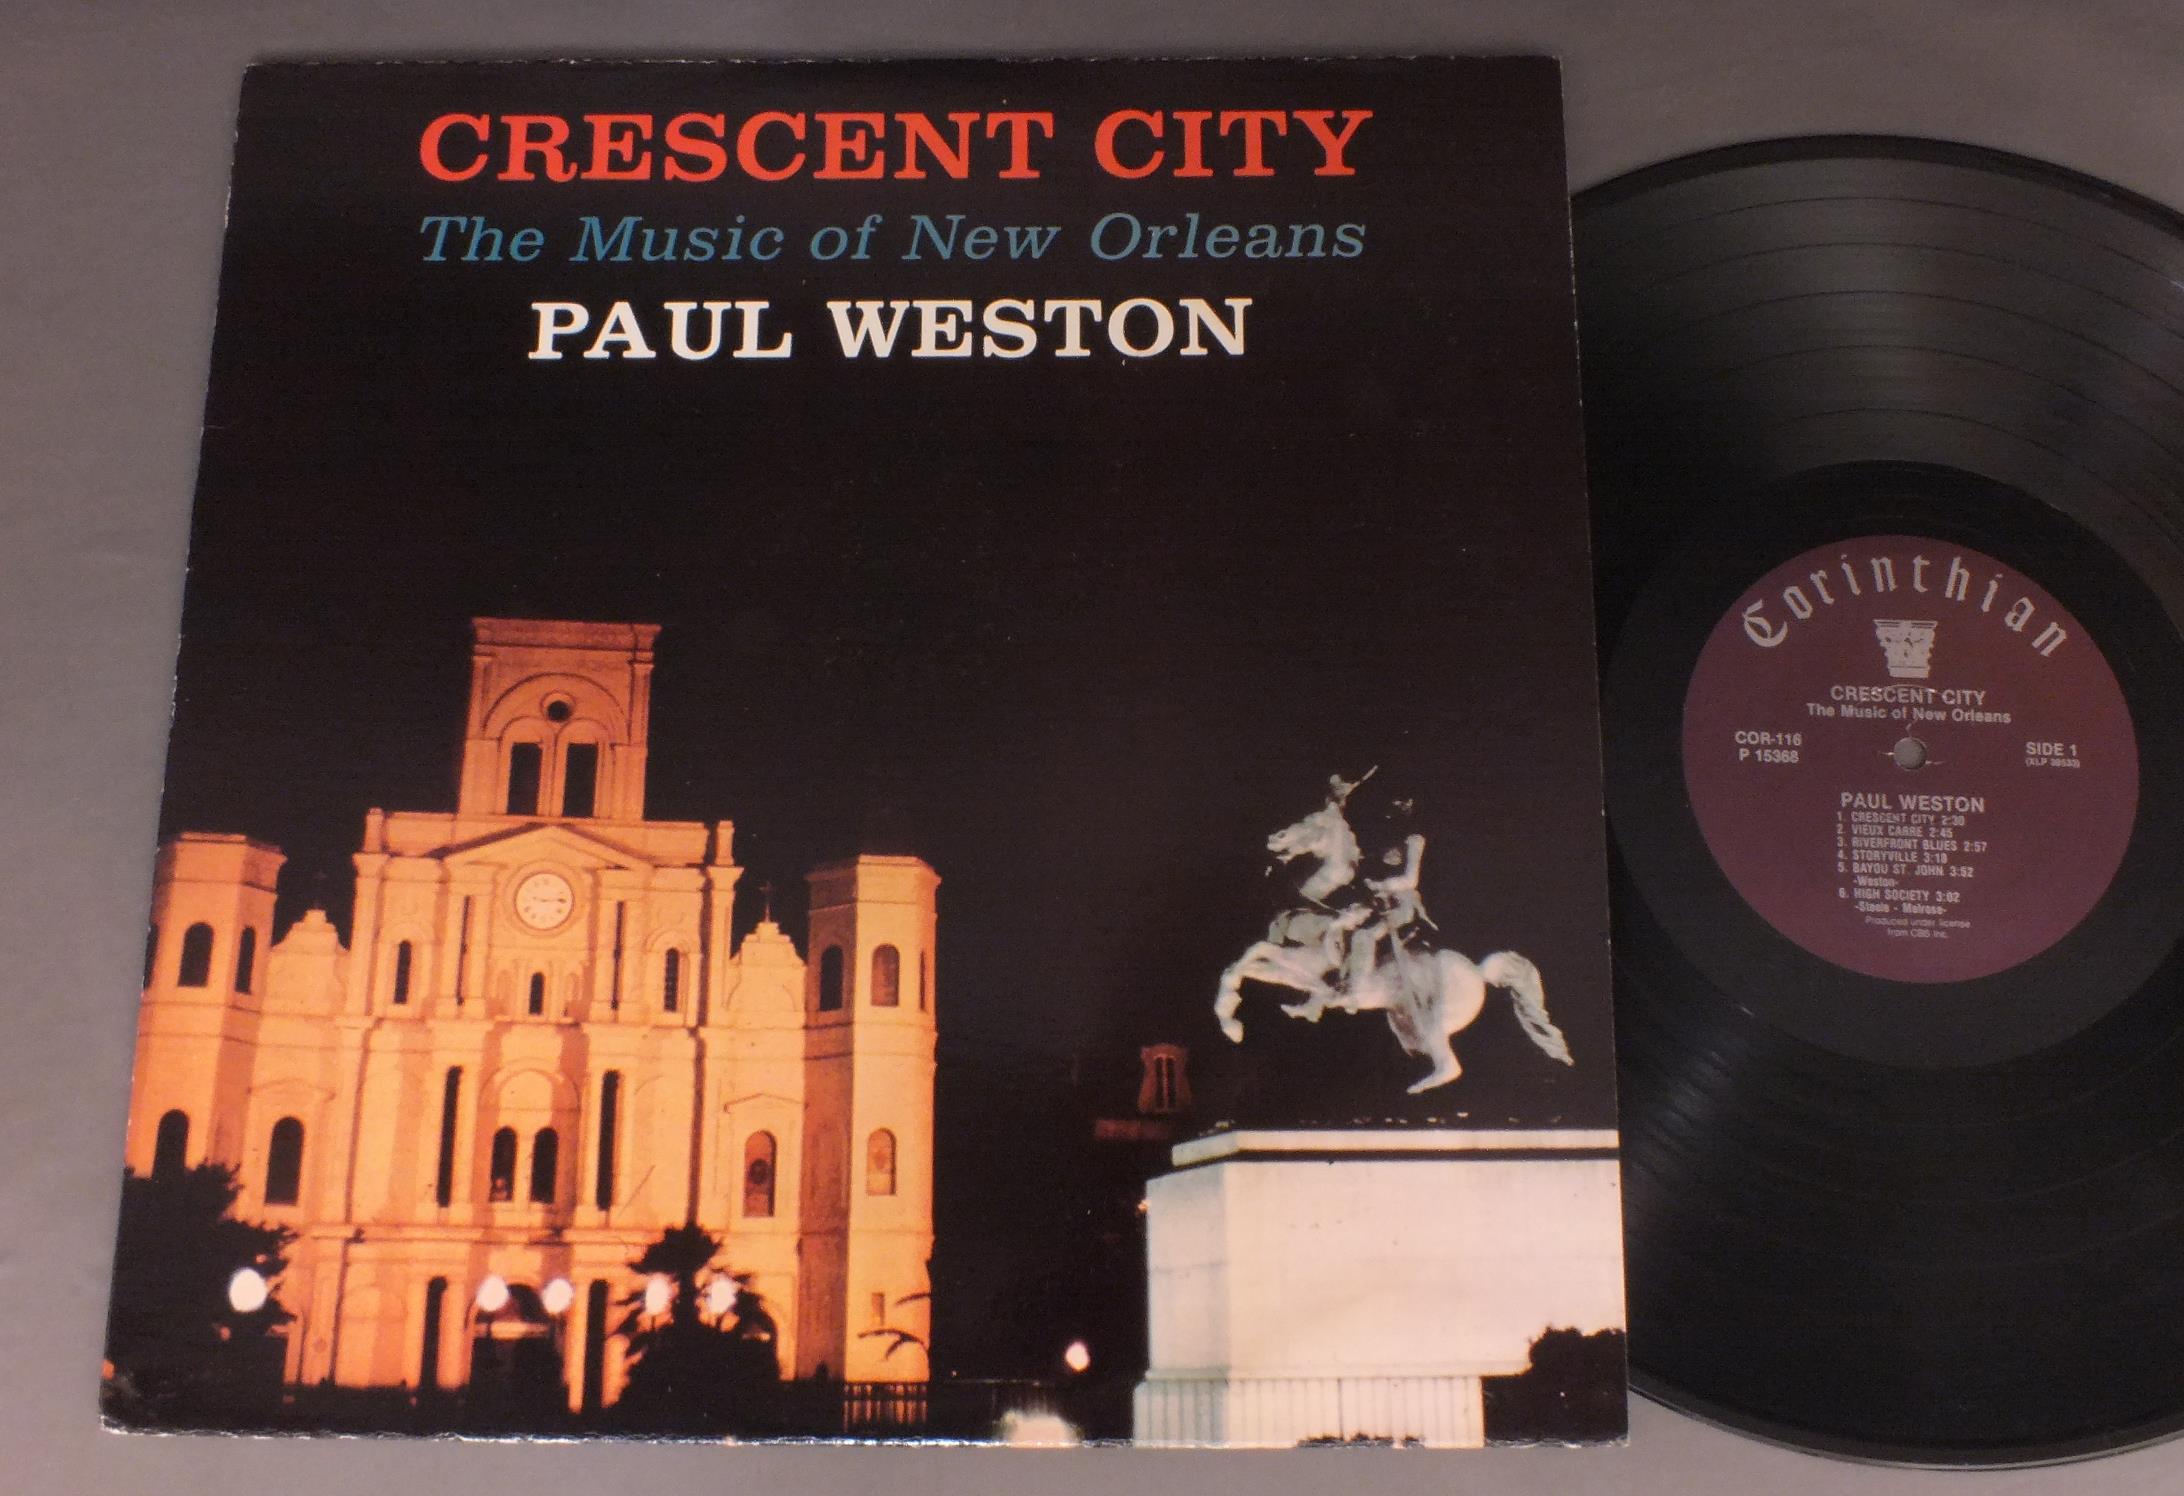 CRESCENT CITY
The Music of New Orleans
PAUL WESTON
Corinthian
CRESCENT CITY
The Music of New Orleans
COR-116
P 15368
SIDE 1
PAUL WESTON
1. CRESCENT CITY 2:30
2. VIEUX CARRE 2:45
3. RIVERFRONT BLUES 2:57
4. STORYVILLE 3:18
5. BAYOU ST. JOHN 3:52
-Weston-
6. HIGH SOCIETY 3:02
-Steele - Melrose-
Produced under license
from CBS Inc.